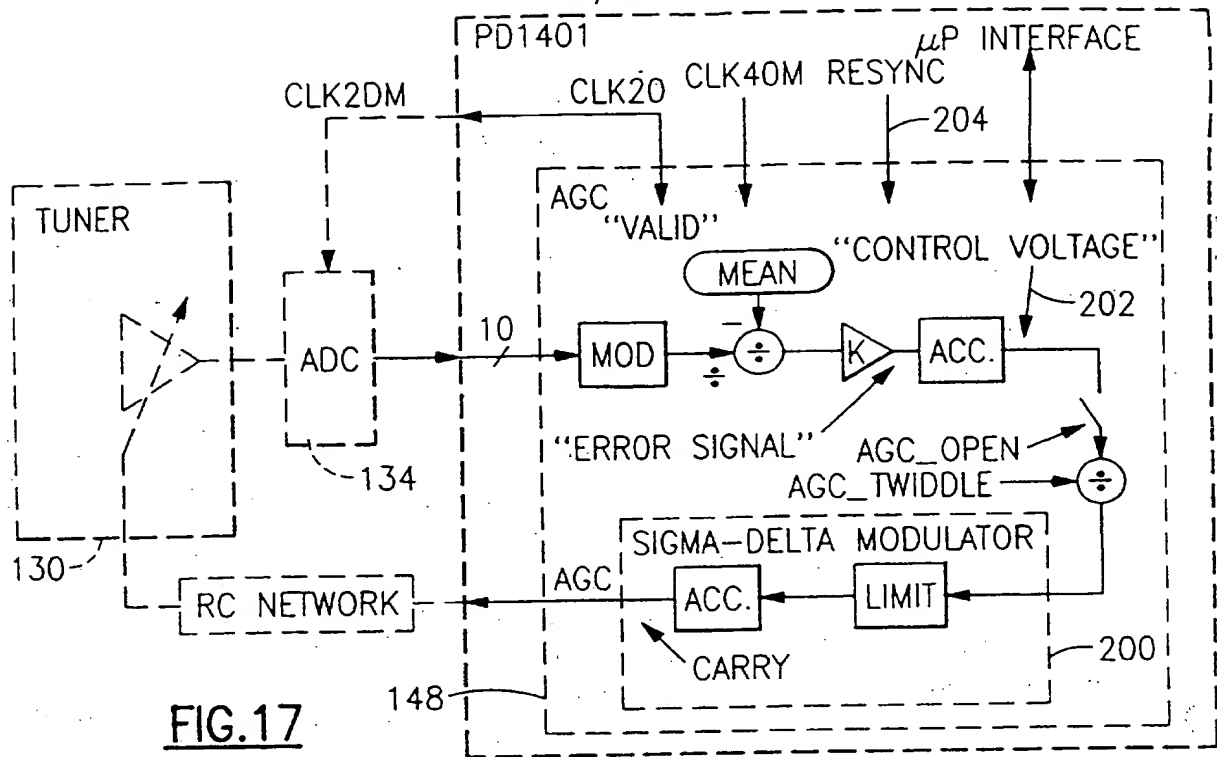 PD1401
μP INTERFACE
CLK2DM
CLK20
CLK40M RESYNC
204
TUNER
AGC
"VALID"
"CONTROL VOLTAGE"
MEAN
202
10
−
ADC
MOD
÷
÷
K
ACC.
"ERROR SIGNAL"
AGC_OPEN
134
AGC_TWIDDLE
÷
SIGMA-DELTA MODULATOR
130
AGC
RC NETWORK
ACC.
LIMIT
CARRY
200
148
FIG.17